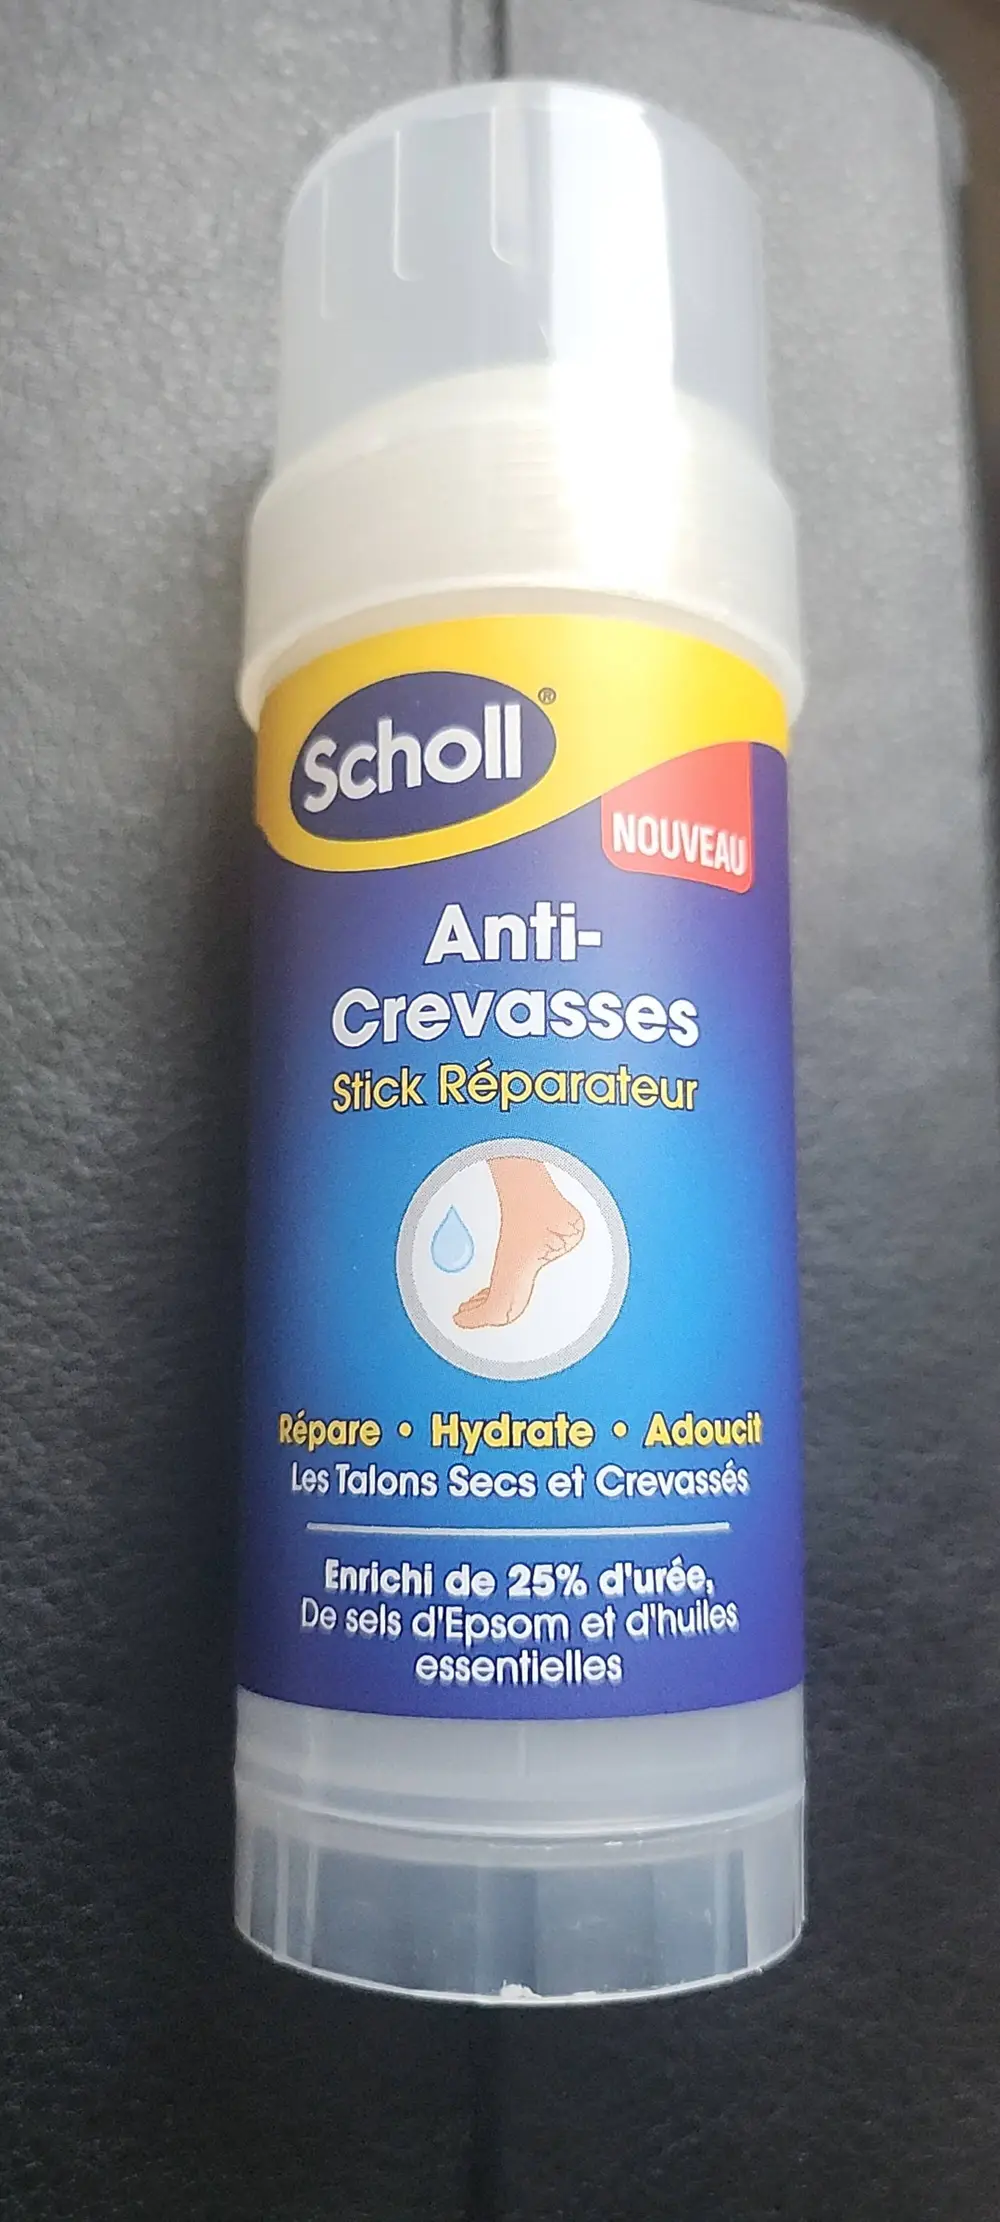 Scholl®
NOUVEAU
Anti-
Crevasses
Stick Réparateur
Répare • Hydrate • Adoucit
Les Talons Secs et Crevassés
Enrichi de 25% d'urée,
De sels d'Epsom et d'huiles
essentielles